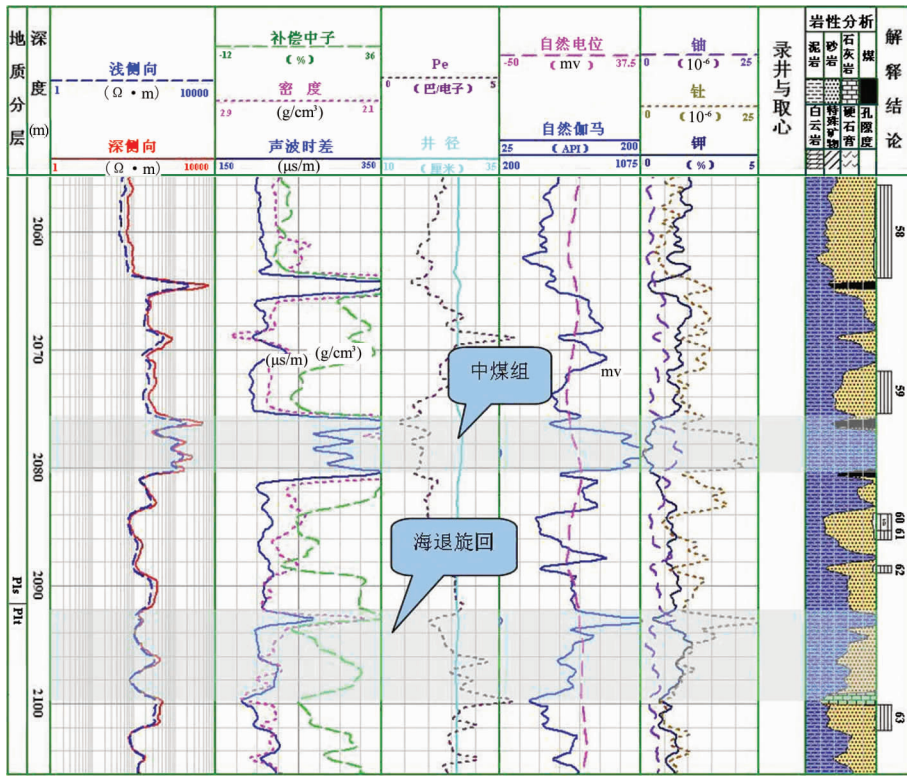 地质分层
深度(m)
浅侧向
1 (Ω·m) 10000
深侧向
1 (Ω·m) 10000
补偿中子
-12 (%) 36
密度
2.9 (g/cm³) 2.1
声波时差
150 (μs/m) 350
Pe
0 (巴/电子) 5
井径
10 (厘米) 35
自然电位
-50 mv 37.5
自然伽马
25 (API) 200
200 1075
铀
0 (10⁻⁶) 25
钍
0 (10⁻⁶) 25
钾
0 (%) 5
录井与取心
岩性分析
泥岩 砂岩 石灰岩 煤
白云岩 特殊矿物 硬石膏 孔隙度
解释结论
2060
58
2070
(μs/m) (g/cm³)
mv
中煤组
59
2080
60
61
海退旋回
62
2000
P1s
P1t
2100
63